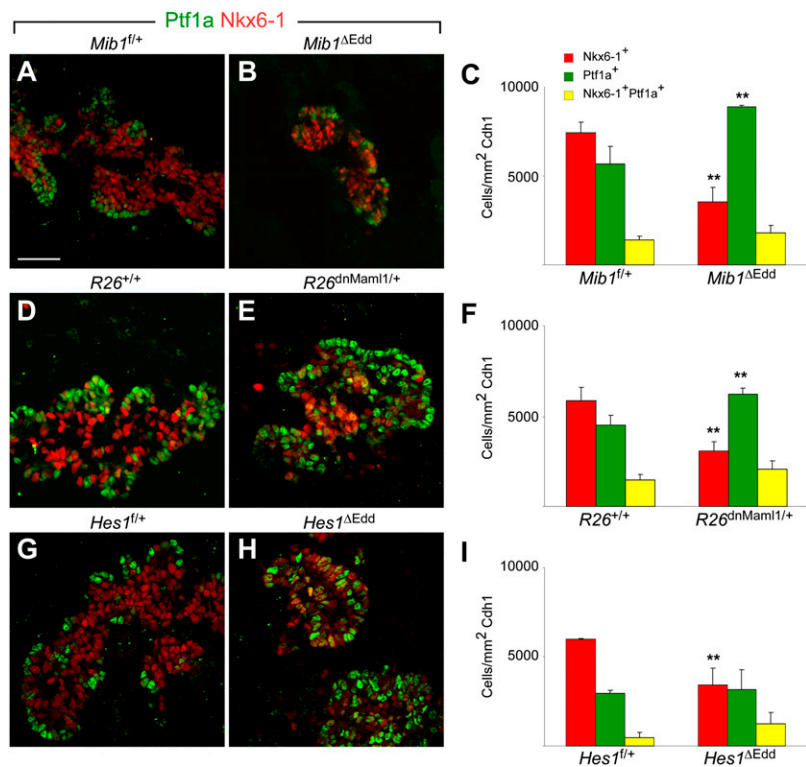 Ptf1a Nkx6-1
Mib1f/+
Mib1ΔEdd
A
B
C
Nkx6-1+
Ptf1a+
Nkx6-1+Ptf1a+
10000
5000
Cells/mm2 Cdh1
**
**
Mib1f/+
Mib1ΔEdd
R26+/+
R26dnMaml1/+
D
E
F
10000
5000
Cells/mm2 Cdh1
**
**
R26+/+
R26dnMaml1/+
Hes1f/+
Hes1ΔEdd
G
H
I
10000
5000
Cells/mm2 Cdh1
**
Hes1f/+
Hes1ΔEdd